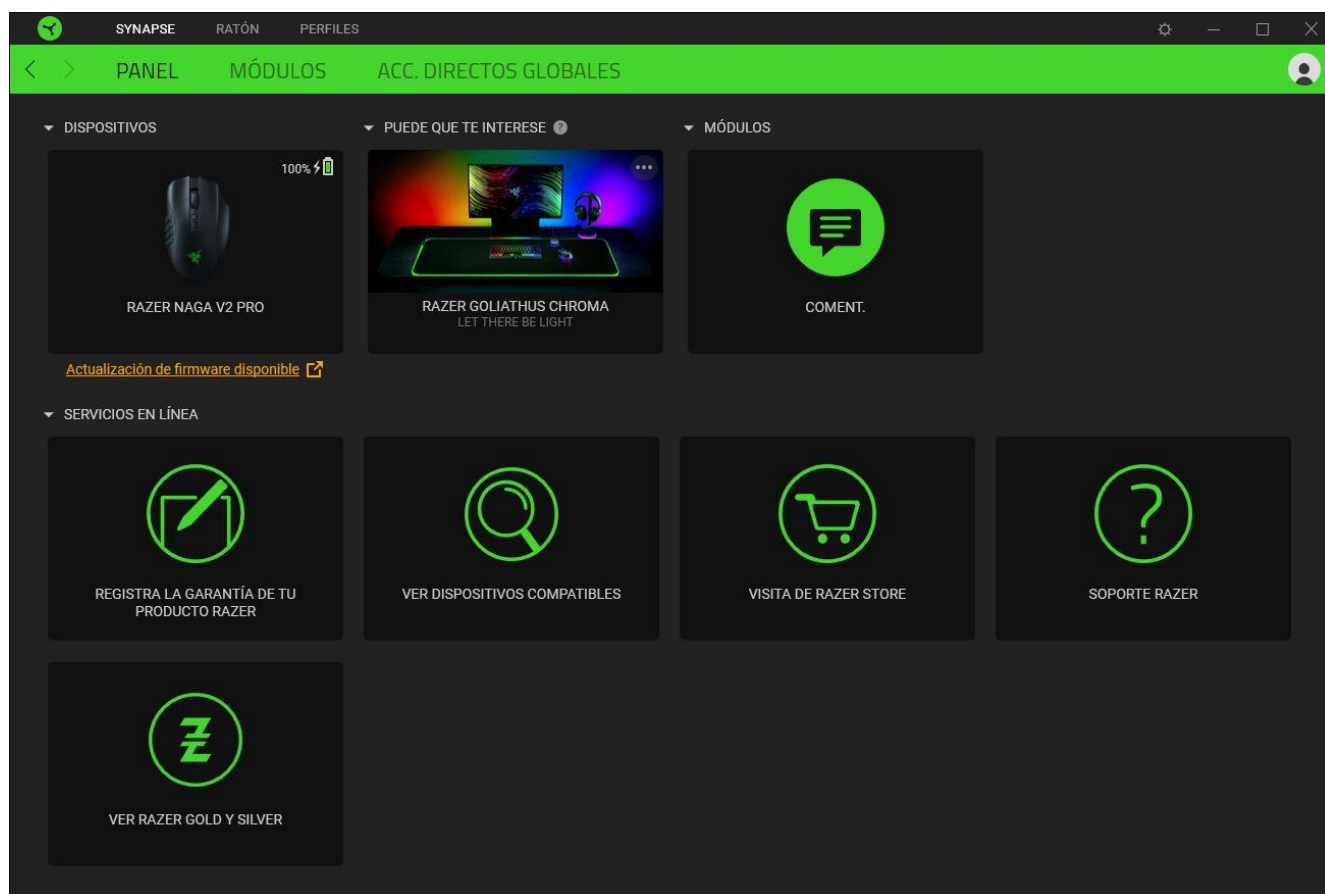 SYNAPSE RATÓN PERFILES
PANEL MÓDULOS ACC. DIRECTOS GLOBALES
DISPOSITIVOS
100%
RAZER NAGA V2 PRO
Actualización de firmware disponible
PUEDE QUE TE INTERESE ?
RAZER GOLIATHUS CHROMA
LET THERE BE LIGHT
MÓDULOS
COMENT.
SERVICIOS EN LÍNEA
REGISTRA LA GARANTÍA DE TU
PRODUCTO RAZER
VER DISPOSITIVOS COMPATIBLES
VISITA DE RAZER STORE
SOPORTE RAZER
VER RAZER GOLD Y SILVER